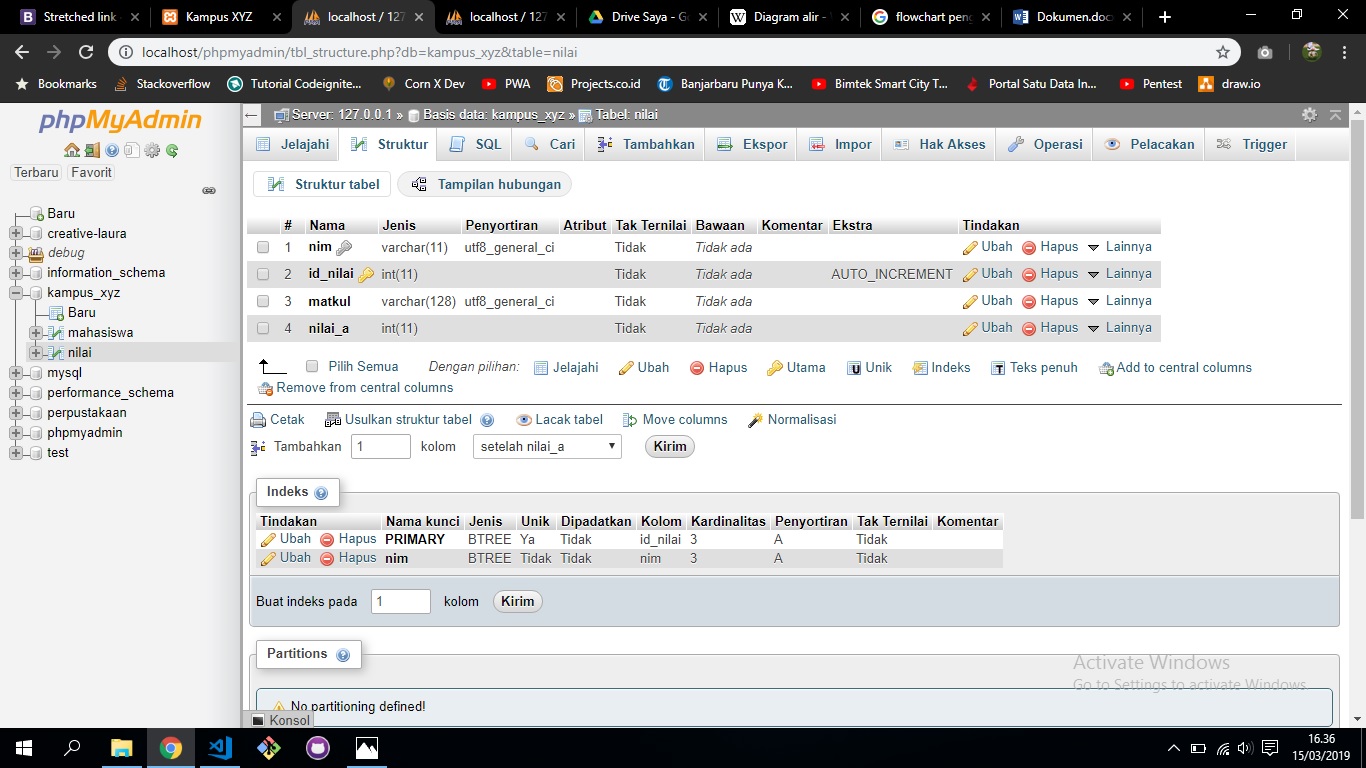 Stretched link
Kampus XYZ
localhost / 127
localhost / 127
Drive Saya - Go
Diagram alir -
flowchart peng
Dokumen.docx
localhost/phpmyadmin/tbl_structure.php?db=kampus_xyz&table=nilai
Bookmarks Stackoverflow Tutorial Codeignite... Corn X Dev PWA Projects.co.id Banjarbaru Punya K... Bimtek Smart City T... Portal Satu Data In... Pentest draw.io
phpMyAdmin
Terbaru Favorit
Baru
creative-laura
debug
information_schema
kampus_xyz
Baru
mahasiswa
nilai
mysql
performance_schema
perpustakaan
phpmyadmin
test
Server: 127.0.0.1 » Basis data: kampus_xyz » Tabel: nilai
Jelajahi Struktur SQL Cari Tambahkan Ekspor Impor Hak Akses Operasi Pelacakan Trigger
Struktur tabel Tampilan hubungan
# Nama Jenis Penyortiran Atribut Tak Ternilai Bawaan Komentar Ekstra Tindakan
1 nim varchar(11) utf8_general_ci Tidak Tidak ada Ubah Hapus Lainnya
2 id_nilai int(11) Tidak Tidak ada AUTO_INCREMENT Ubah Hapus Lainnya
3 matkul varchar(128) utf8_general_ci Tidak Tidak ada Ubah Hapus Lainnya
4 nilai_a int(11) Tidak Tidak ada Ubah Hapus Lainnya
Pilih Semua Dengan pilihan: Jelajahi Ubah Hapus Utama Unik Indeks Teks penuh Add to central columns
Remove from central columns
Cetak Usulkan struktur tabel Lacak tabel Move columns Normalisasi
Tambahkan 1 kolom setelah nilai_a Kirim
Indeks
Tindakan Nama kunci Jenis Unik Dipadatkan Kolom Kardinalitas Penyortiran Tak Ternilai Komentar
Ubah Hapus PRIMARY BTREE Ya Tidak id_nilai 3 A Tidak
Ubah Hapus nim BTREE Tidak Tidak nim 3 A Tidak
Buat indeks pada 1 kolom Kirim
Partitions
No partitioning defined!
Konsol
Activate Windows
Go to Settings to activate Windows.
16.36
15/03/2019